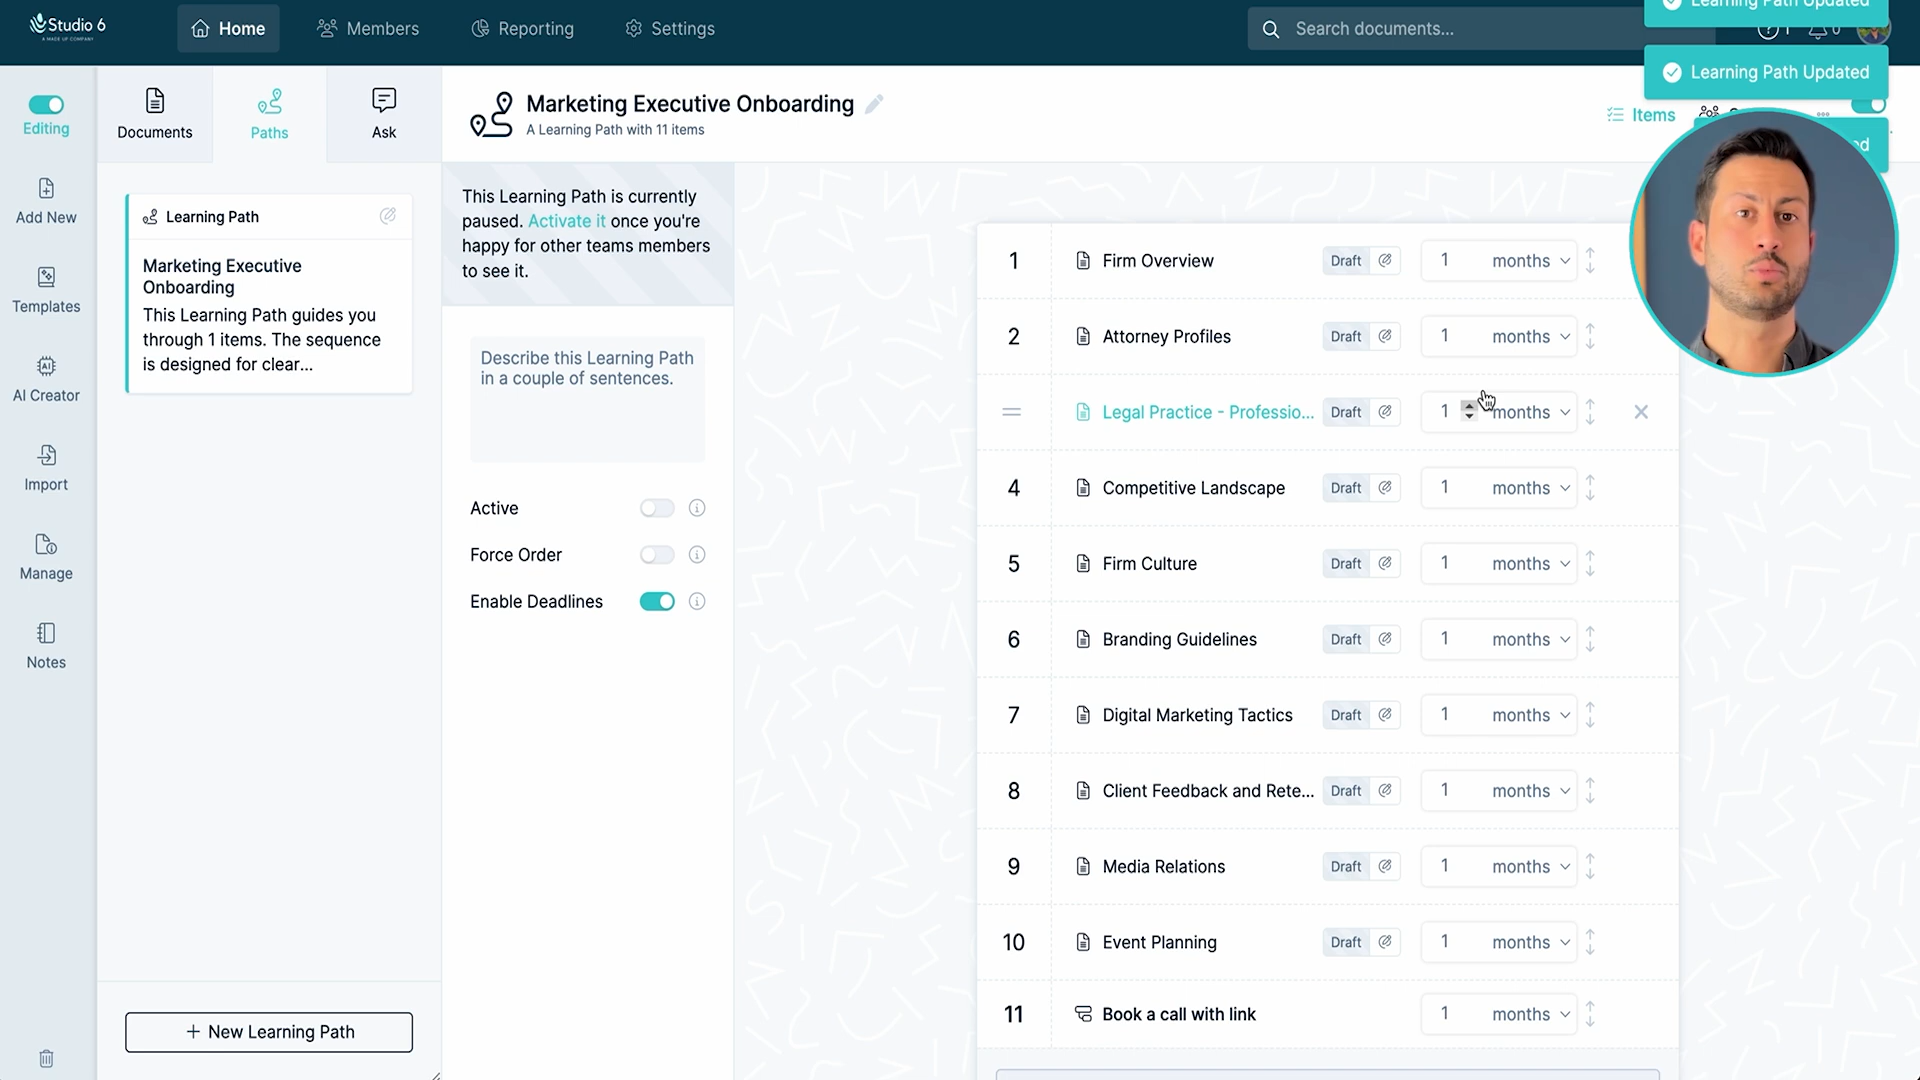 Studio 6
A MADE UP COMPANY
Home
Members
Reporting
Settings
Search documents...
Learning Path Updated
Learning Path Updated
Editing
Add New
Templates
AI Creator
Import
Manage
Notes
Documents
Paths
Ask
Learning Path
Marketing Executive
Onboarding
This Learning Path guides you
through 1 items. The sequence
is designed for clear...
+ New Learning Path
Marketing Executive Onboarding
A Learning Path with 11 items
Items
This Learning Path is currently
paused. Activate it once you're
happy for other teams members
to see it.
Describe this Learning Path
in a couple of sentences.
Active
Force Order
Enable Deadlines
1 Firm Overview Draft 1 months
2 Attorney Profiles Draft 1 months
Legal Practice - Professio... Draft 1 months
4 Competitive Landscape Draft 1 months
5 Firm Culture Draft 1 months
6 Branding Guidelines Draft 1 months
7 Digital Marketing Tactics Draft 1 months
8 Client Feedback and Rete... Draft 1 months
9 Media Relations Draft 1 months
10 Event Planning Draft 1 months
11 Book a call with link 1 months